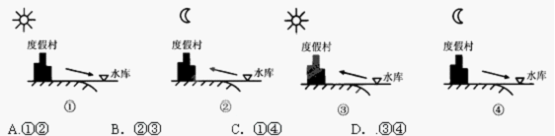 度假村 度假村 度假村 度假村
水库 水库 水库 水库
① ② ③ ④
A.①② B. ②③ C. ①④ D. .③④